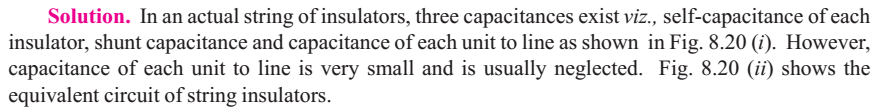 Solution. In an actual string of insulators, three capacitances exist viz., self-capacitance of each
insulator, shunt capacitance and capacitance of each unit to line as shown in Fig. 8.20 (i). However,
capacitance of each unit to line is very small and is usually neglected. Fig. 8.20 (ii) shows the
equivalent circuit of string insulators.